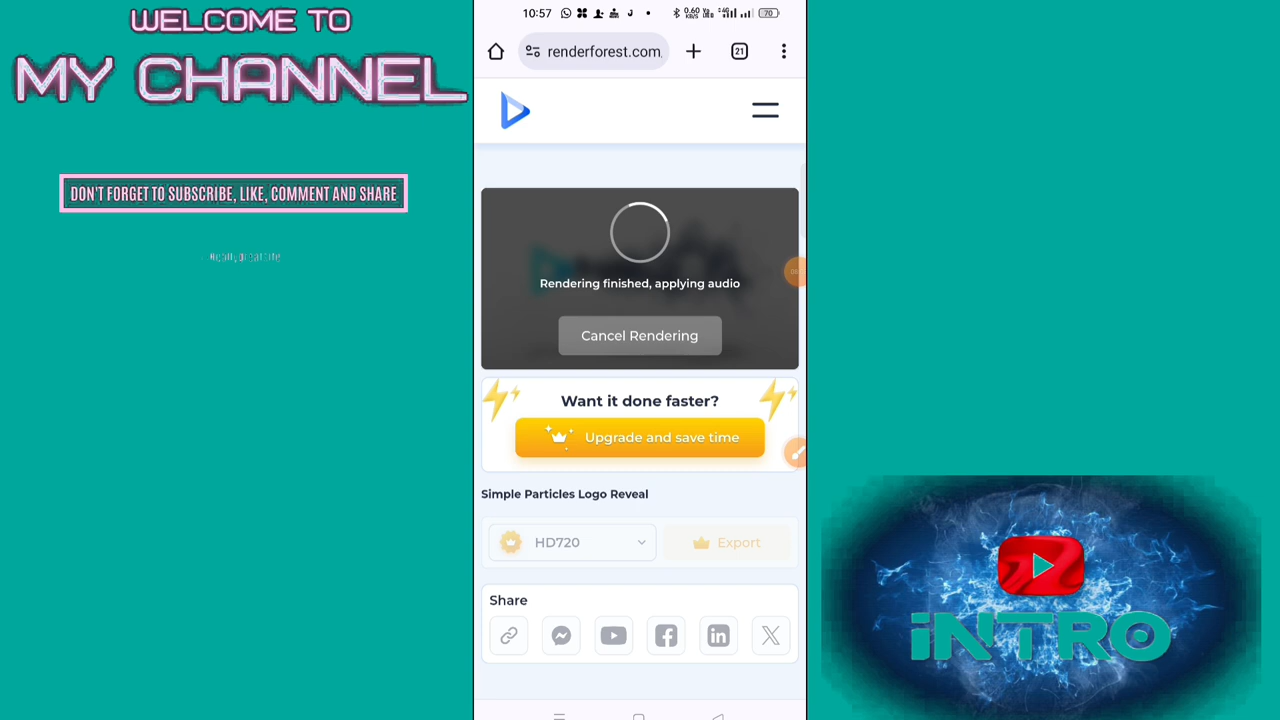 WELCOME TO
MY CHANNEL
DON'T FORGET TO SUBSCRIBE, LIKE, COMMENT AND SHARE
10:57
70
renderforest.com
21
Rendering finished, applying audio
Cancel Rendering
Want it done faster?
Upgrade and save time
Simple Particles Logo Reveal
HD720
Export
Share
iNTRO